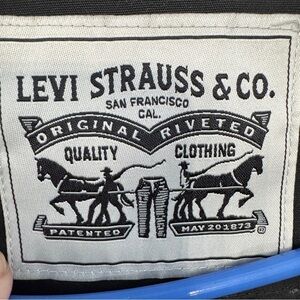 LEVI STRAUSS & CO.
SAN FRANCISCO
CAL.
ORIGINAL RIVETED
QUALITY CLOTHING
PATENTED MAY 20 1873 ®